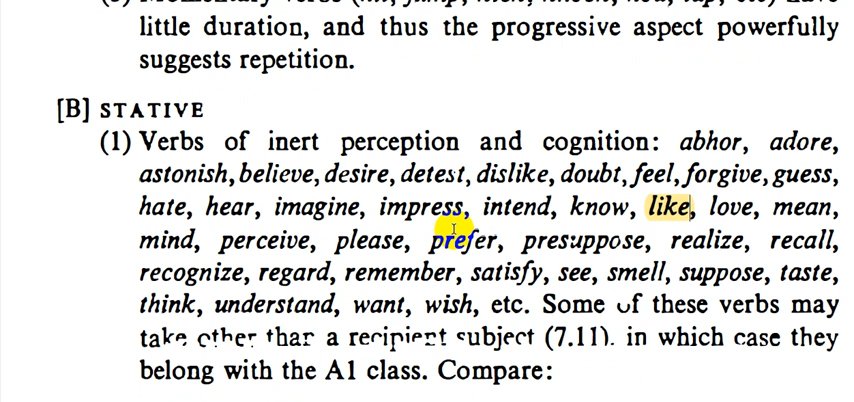 little duration, and thus the progressive aspect powerfully
suggests repetition.
[B] STATIVE
(1) Verbs of inert perception and cognition: abhor, adore,
astonish, believe, desire, detest, dislike, doubt, feel, forgive, guess,
hate, hear, imagine, impress, intend, know, like, love, mean,
mind, perceive, please, prefer, presuppose, realize, recall,
recognize, regard, remember, satisfy, see, smell, suppose, taste,
think, understand, want, wish, etc. Some of these verbs may
take other than a recipient subject (7.11). in which case they
belong with the A1 class. Compare: